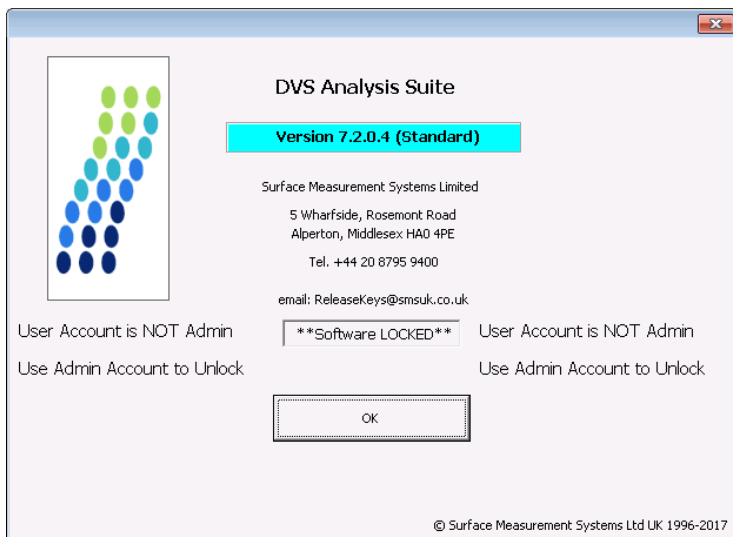 DVS Analysis Suite
Version 7.2.0.4 (Standard)
Surface Measurement Systems Limited
5 Wharfside, Rosemont Road
Alperton, Middlesex HA0 4PE
Tel. +44 20 8795 9400
email: ReleaseKeys@smsuk.co.uk
User Account is NOT Admin
**Software LOCKED**
User Account is NOT Admin
Use Admin Account to Unlock
Use Admin Account to Unlock
OK
© Surface Measurement Systems Ltd UK 1996-2017